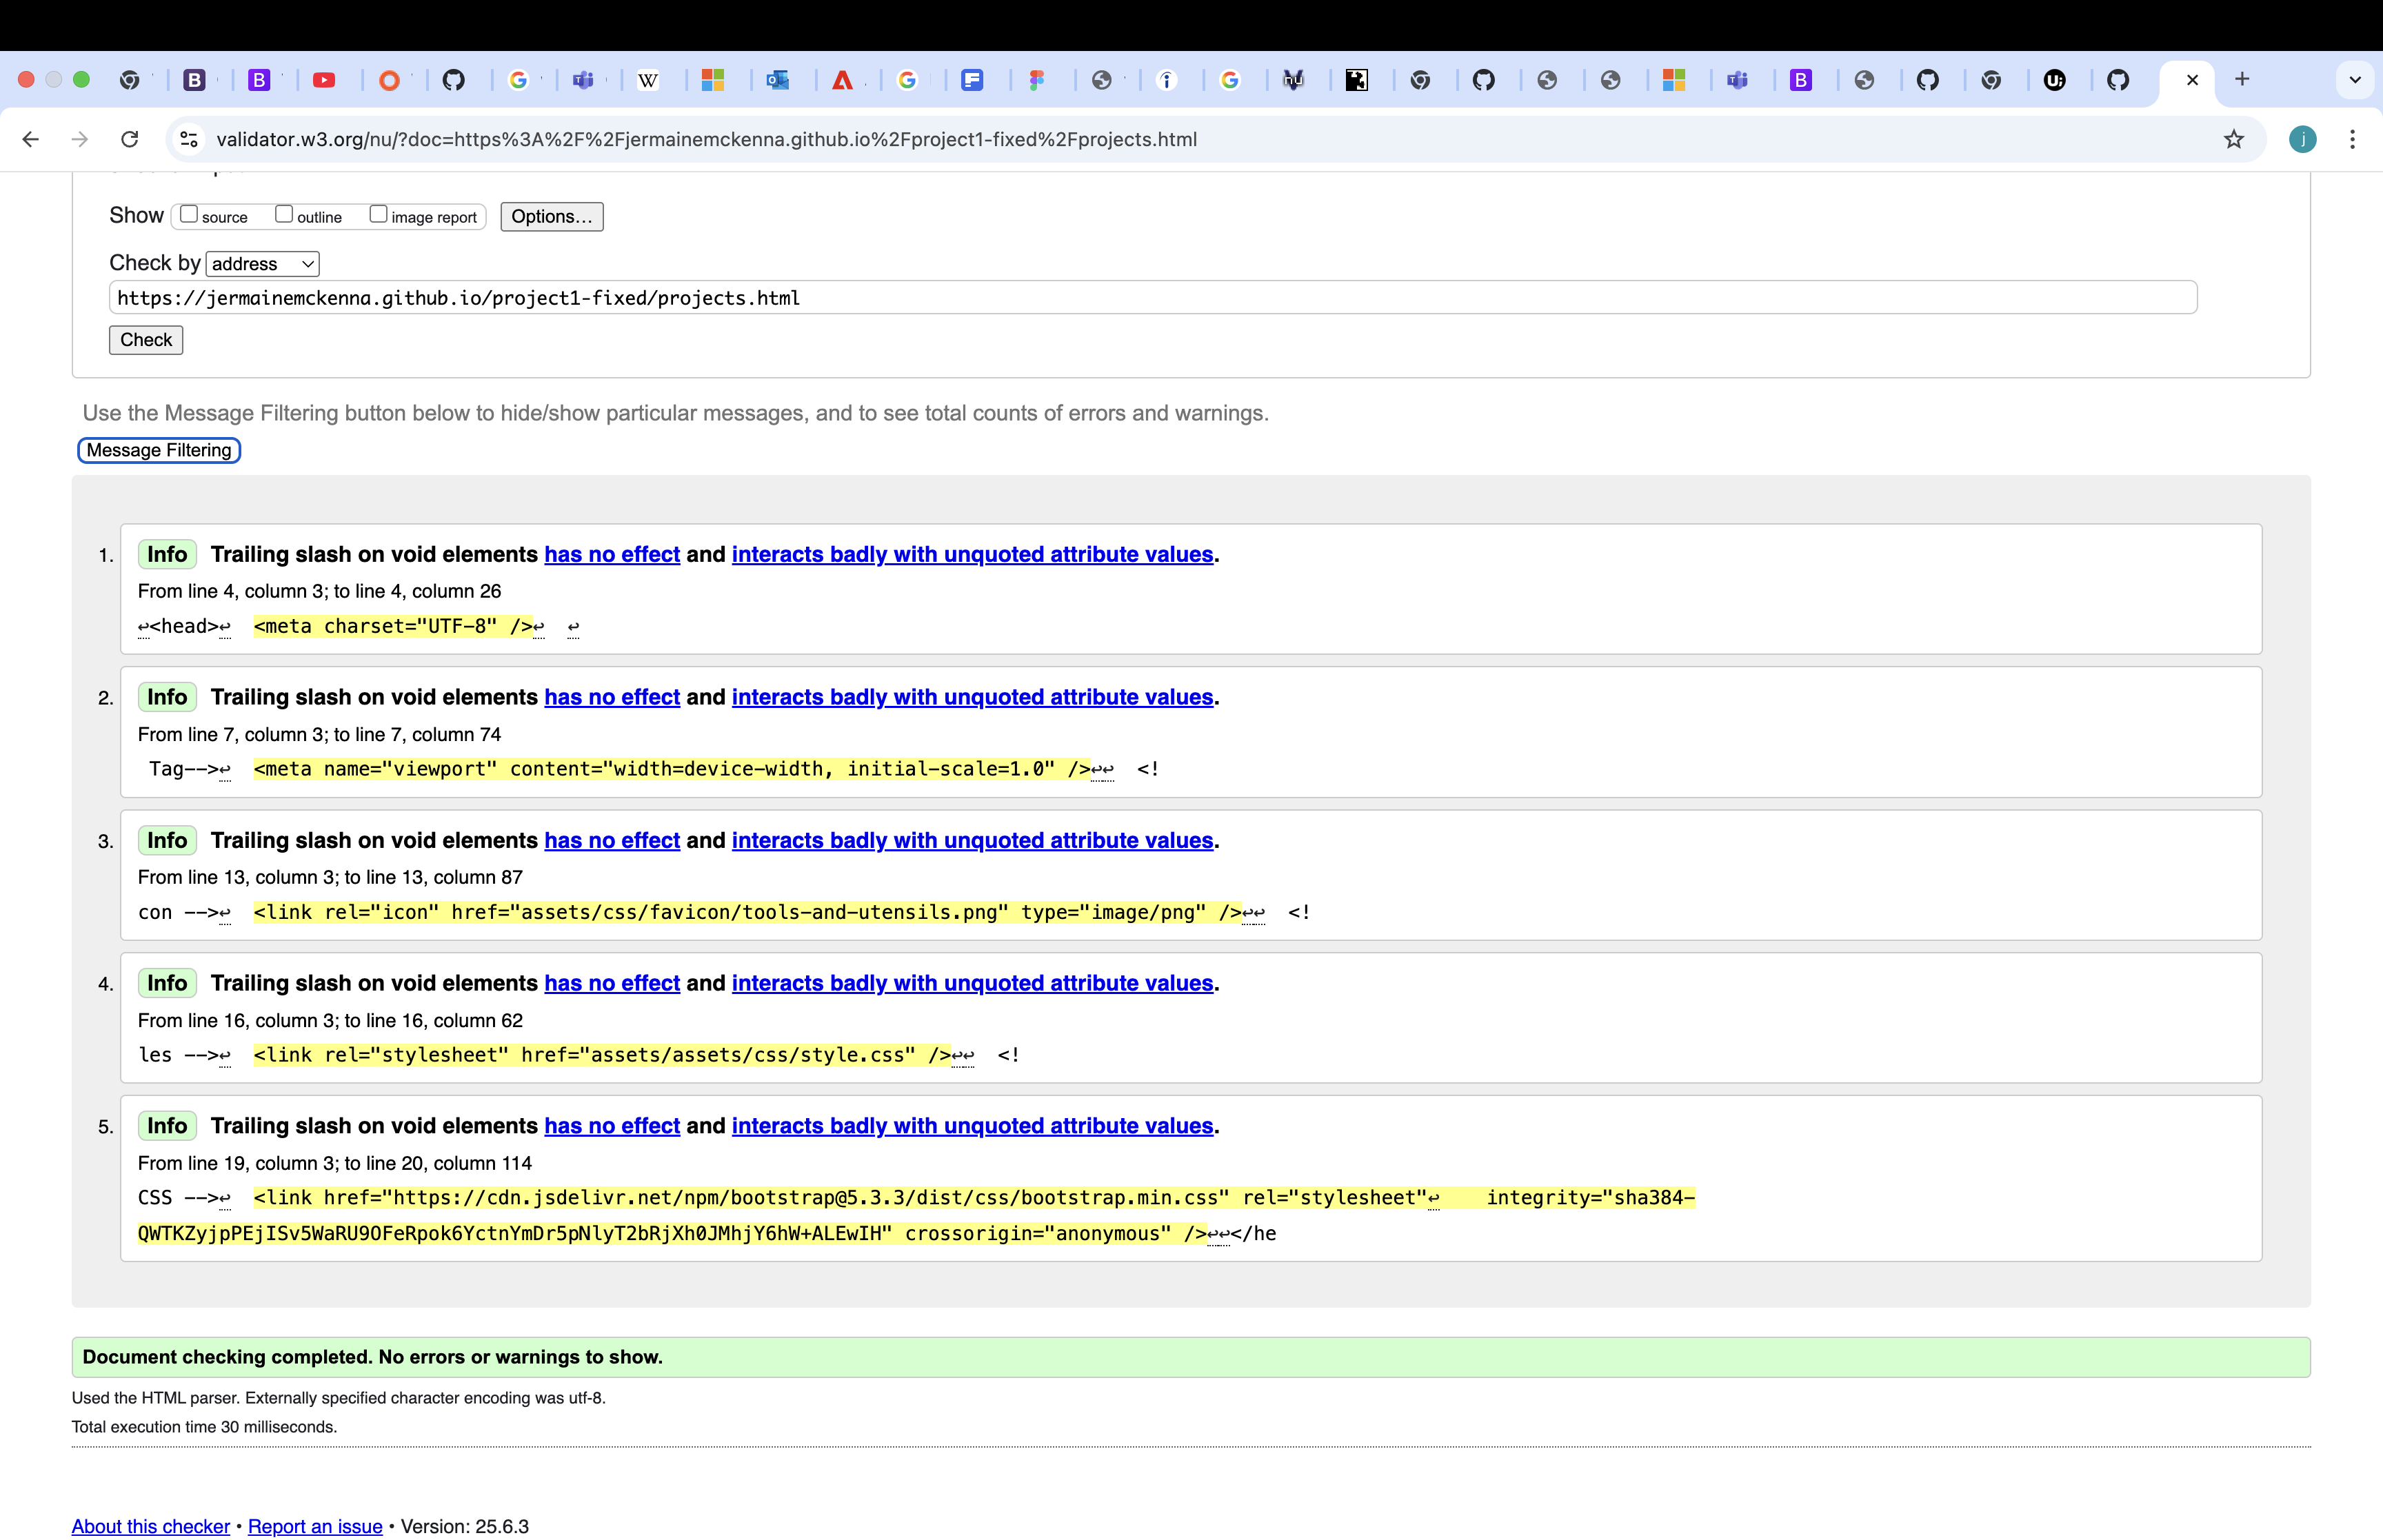 validator.w3.org/nu/?doc=https%3A%2F%2Fjermainemckenna.github.io%2Fproject1-fixed%2Fprojects.html
j
Show source outline image report Options...
Check by address
https://jermainemckenna.github.io/project1-fixed/projects.html
Check
Use the Message Filtering button below to hide/show particular messages, and to see total counts of errors and warnings.
Message Filtering
1. Info Trailing slash on void elements has no effect and interacts badly with unquoted attribute values.
From line 4, column 3; to line 4, column 26
↩<head>↩  <meta charset="UTF-8" />↩  ↩
2. Info Trailing slash on void elements has no effect and interacts badly with unquoted attribute values.
From line 7, column 3; to line 7, column 74
Tag-->↩  <meta name="viewport" content="width=device-width, initial-scale=1.0" />↩↩  <!
3. Info Trailing slash on void elements has no effect and interacts badly with unquoted attribute values.
From line 13, column 3; to line 13, column 87
con -->↩  <link rel="icon" href="assets/css/favicon/tools-and-utensils.png" type="image/png" />↩↩  <!
4. Info Trailing slash on void elements has no effect and interacts badly with unquoted attribute values.
From line 16, column 3; to line 16, column 62
les -->↩  <link rel="stylesheet" href="assets/assets/css/style.css" />↩↩  <!
5. Info Trailing slash on void elements has no effect and interacts badly with unquoted attribute values.
From line 19, column 3; to line 20, column 114
CSS -->↩  <link href="https://cdn.jsdelivr.net/npm/bootstrap@5.3.3/dist/css/bootstrap.min.css" rel="stylesheet"↩    integrity="sha384-
QWTKZyjpPEjISv5WaRU9OFeRpok6YctnYmDr5pNlyT2bRjXh0JMhjY6hW+ALEwIH" crossorigin="anonymous" />↩↩</he
Document checking completed. No errors or warnings to show.
Used the HTML parser. Externally specified character encoding was utf-8.
Total execution time 30 milliseconds.
About this checker • Report an issue • Version: 25.6.3